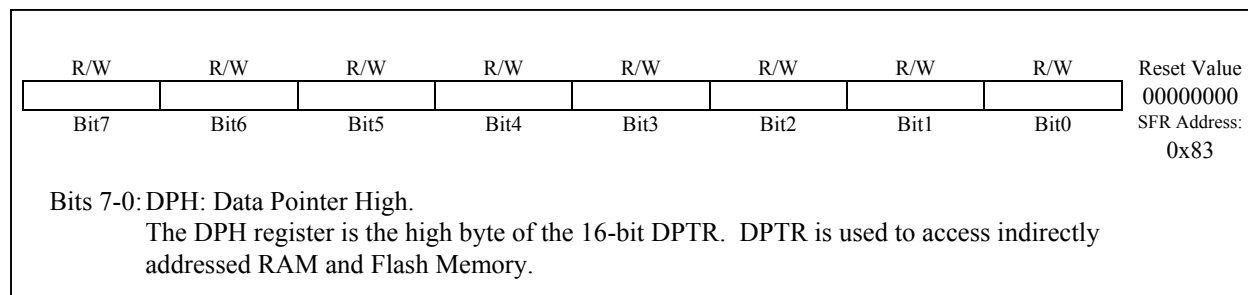 R/W R/W R/W R/W R/W R/W R/W R/W Reset Value
00000000
Bit7 Bit6 Bit5 Bit4 Bit3 Bit2 Bit1 Bit0 SFR Address:
0x83
Bits 7-0: DPH: Data Pointer High.
The DPH register is the high byte of the 16-bit DPTR. DPTR is used to access indirectly
addressed RAM and Flash Memory.